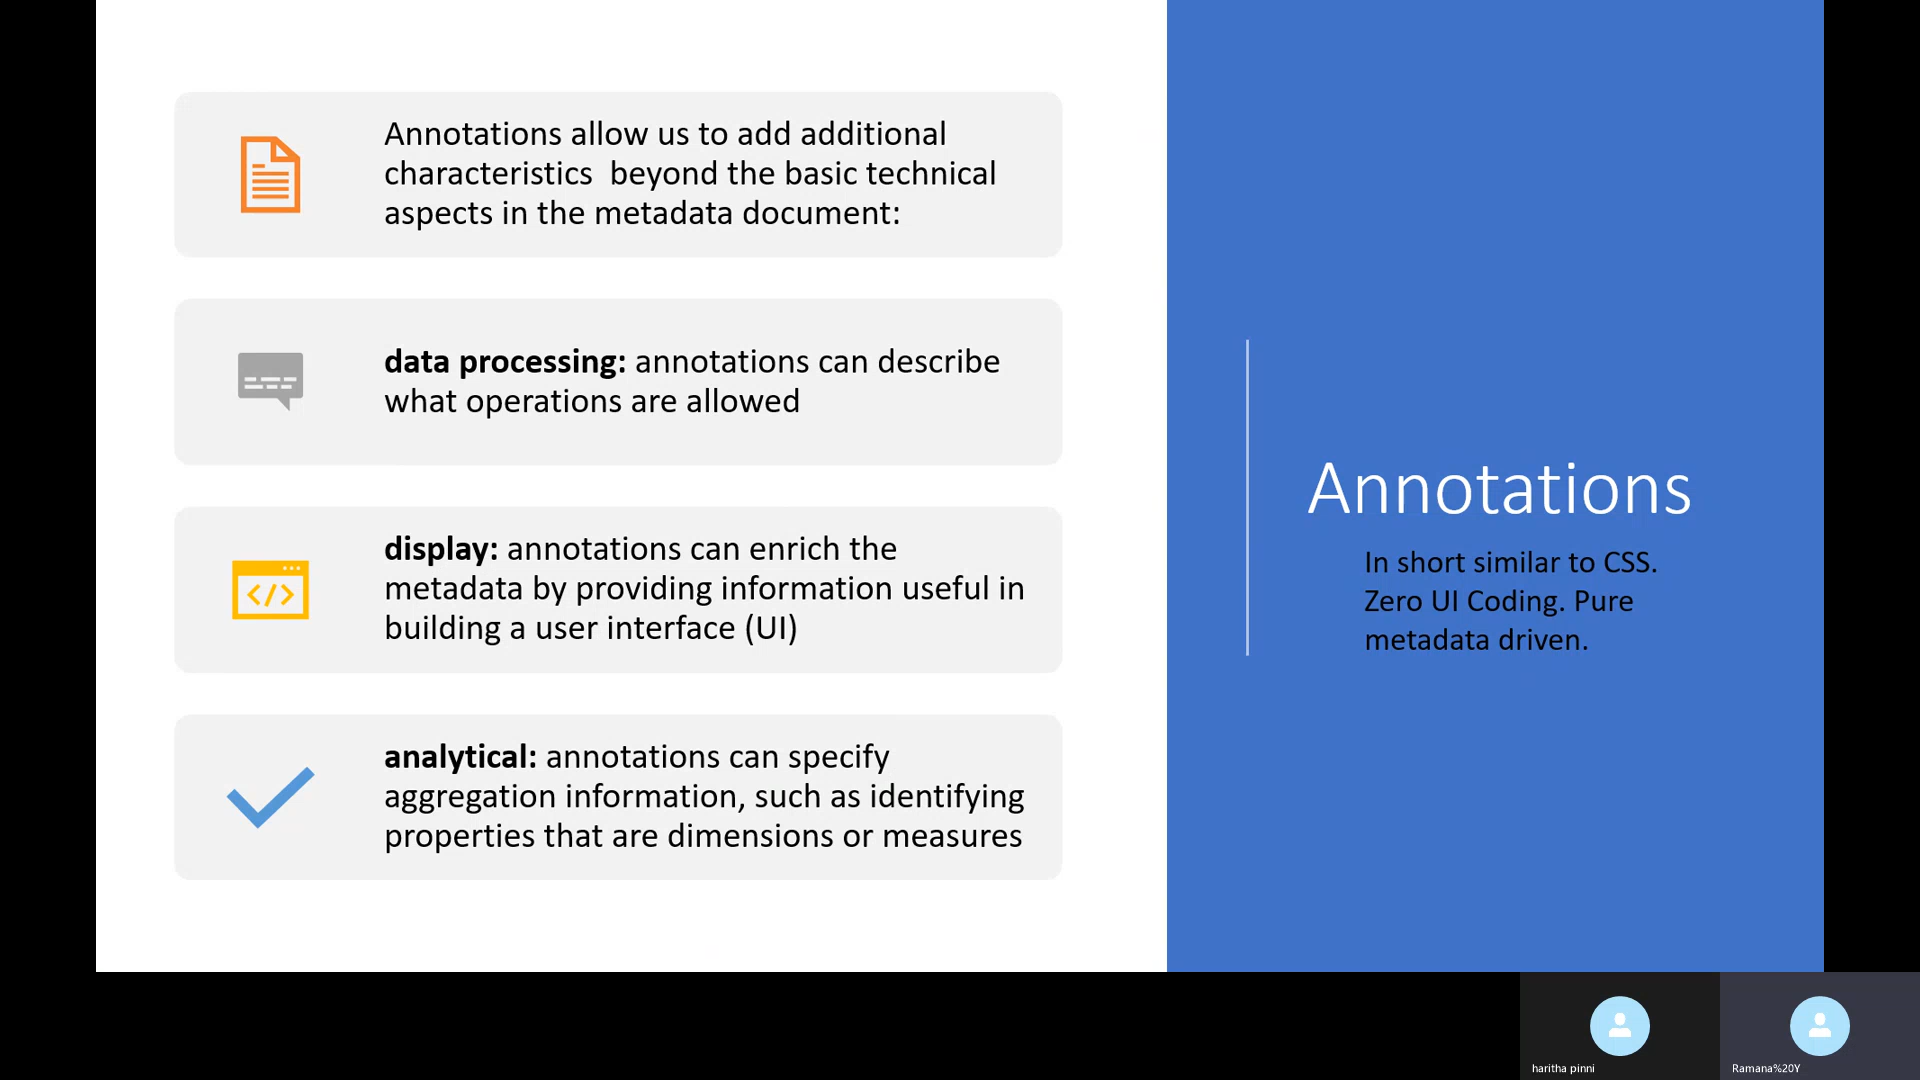 Annotations allow us to add additional
characteristics  beyond the basic technical
aspects in the metadata document:
data processing: annotations can describe
what operations are allowed
display: annotations can enrich the
metadata by providing information useful in
building a user interface (UI)
analytical: annotations can specify
aggregation information, such as identifying
properties that are dimensions or measures
Annotations
In short similar to CSS.
Zero UI Coding. Pure
metadata driven.
haritha pinni
Ramana%20Y